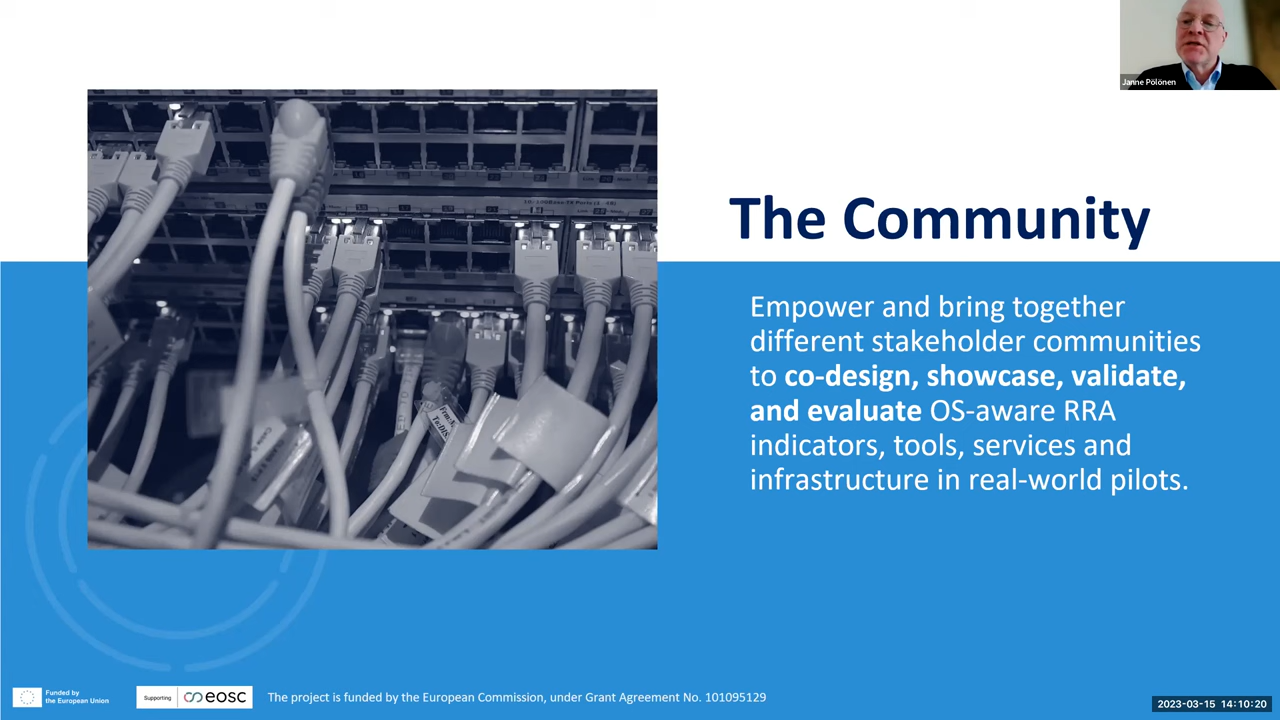 Janne Pölönen
The Community
Empower and bring together
different stakeholder communities
to co-design, showcase, validate,
and evaluate OS-aware RRA
indicators, tools, services and
infrastructure in real-world pilots.
Funded by
the European Union
Supporting
eosc
The project is funded by the European Commission, under Grant Agreement No. 101095129
2023-03-15 14:10:20